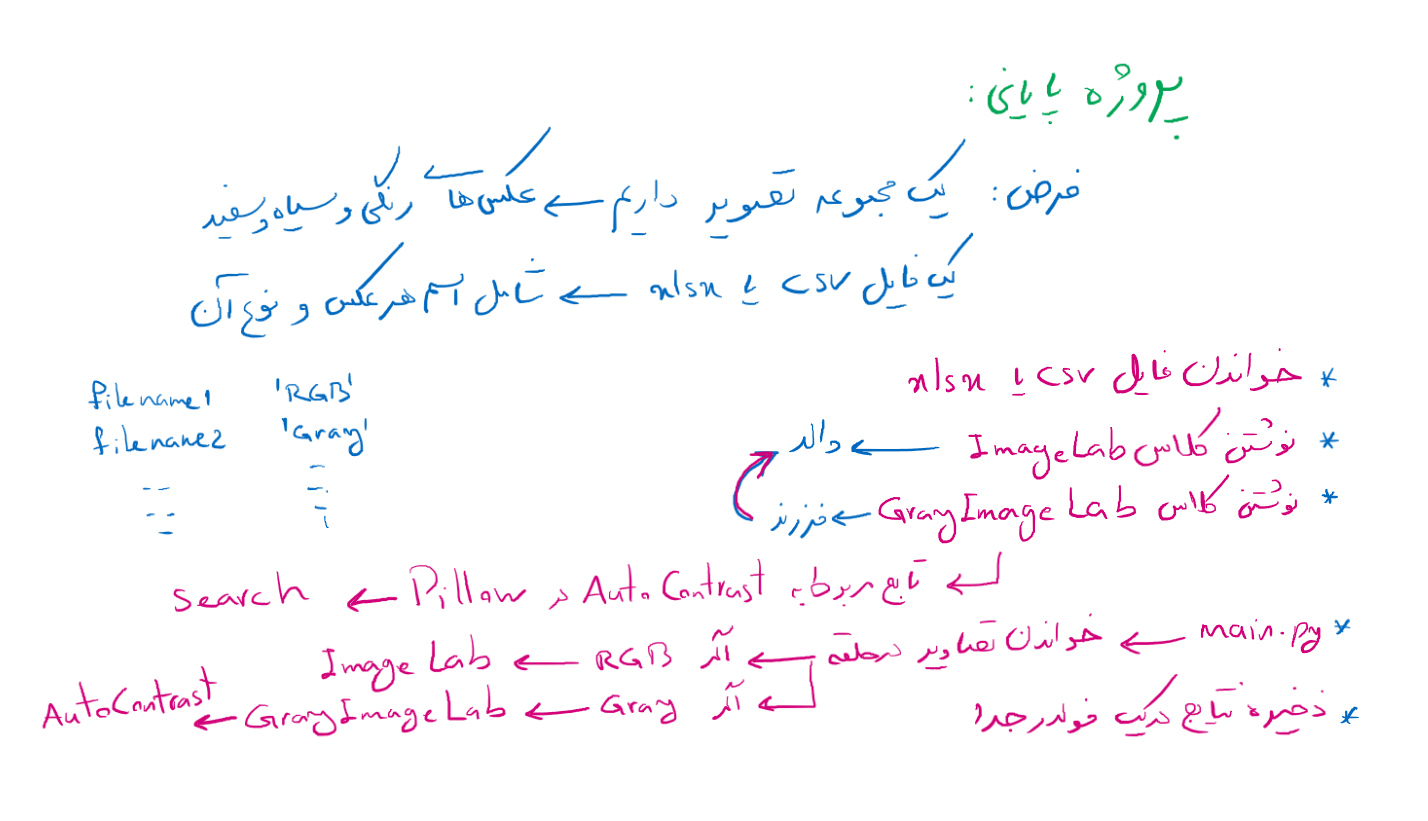 پروژه پایانی:
فرض: یک مجموعه تصویر داریم ← عکس‌ها ← رنگی و سیاه و سفید
یک فایل csv یا xlsx ← شامل اسم هر عکس و نوع آن
* خواندن فایل csv یا xlsx
filename1 'RGB'
* نوشتن کلاس ImageLab ← والد
filename2 'Gray'
* نوشتن کلاس GrayImageLab ← فرزند
← تابع مربوط به AutoContrast در Pillow ← search
* main.py ← خواندن تصاویر در حلقه ← اگر RGB ← ImageLab
← اگر Gray ← GrayImageLab ← AutoContrast
* ذخیره نتایج در یک فولدر جدا